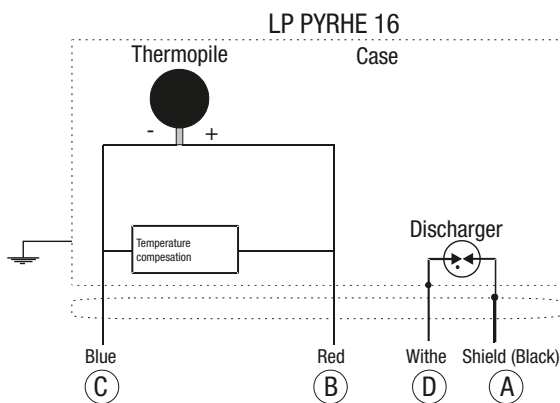 LP PYRHE 16
Thermopile
Case
- +
Temperature
compesation
Discharger
Blue Red Withe Shield (Black)
C B D A